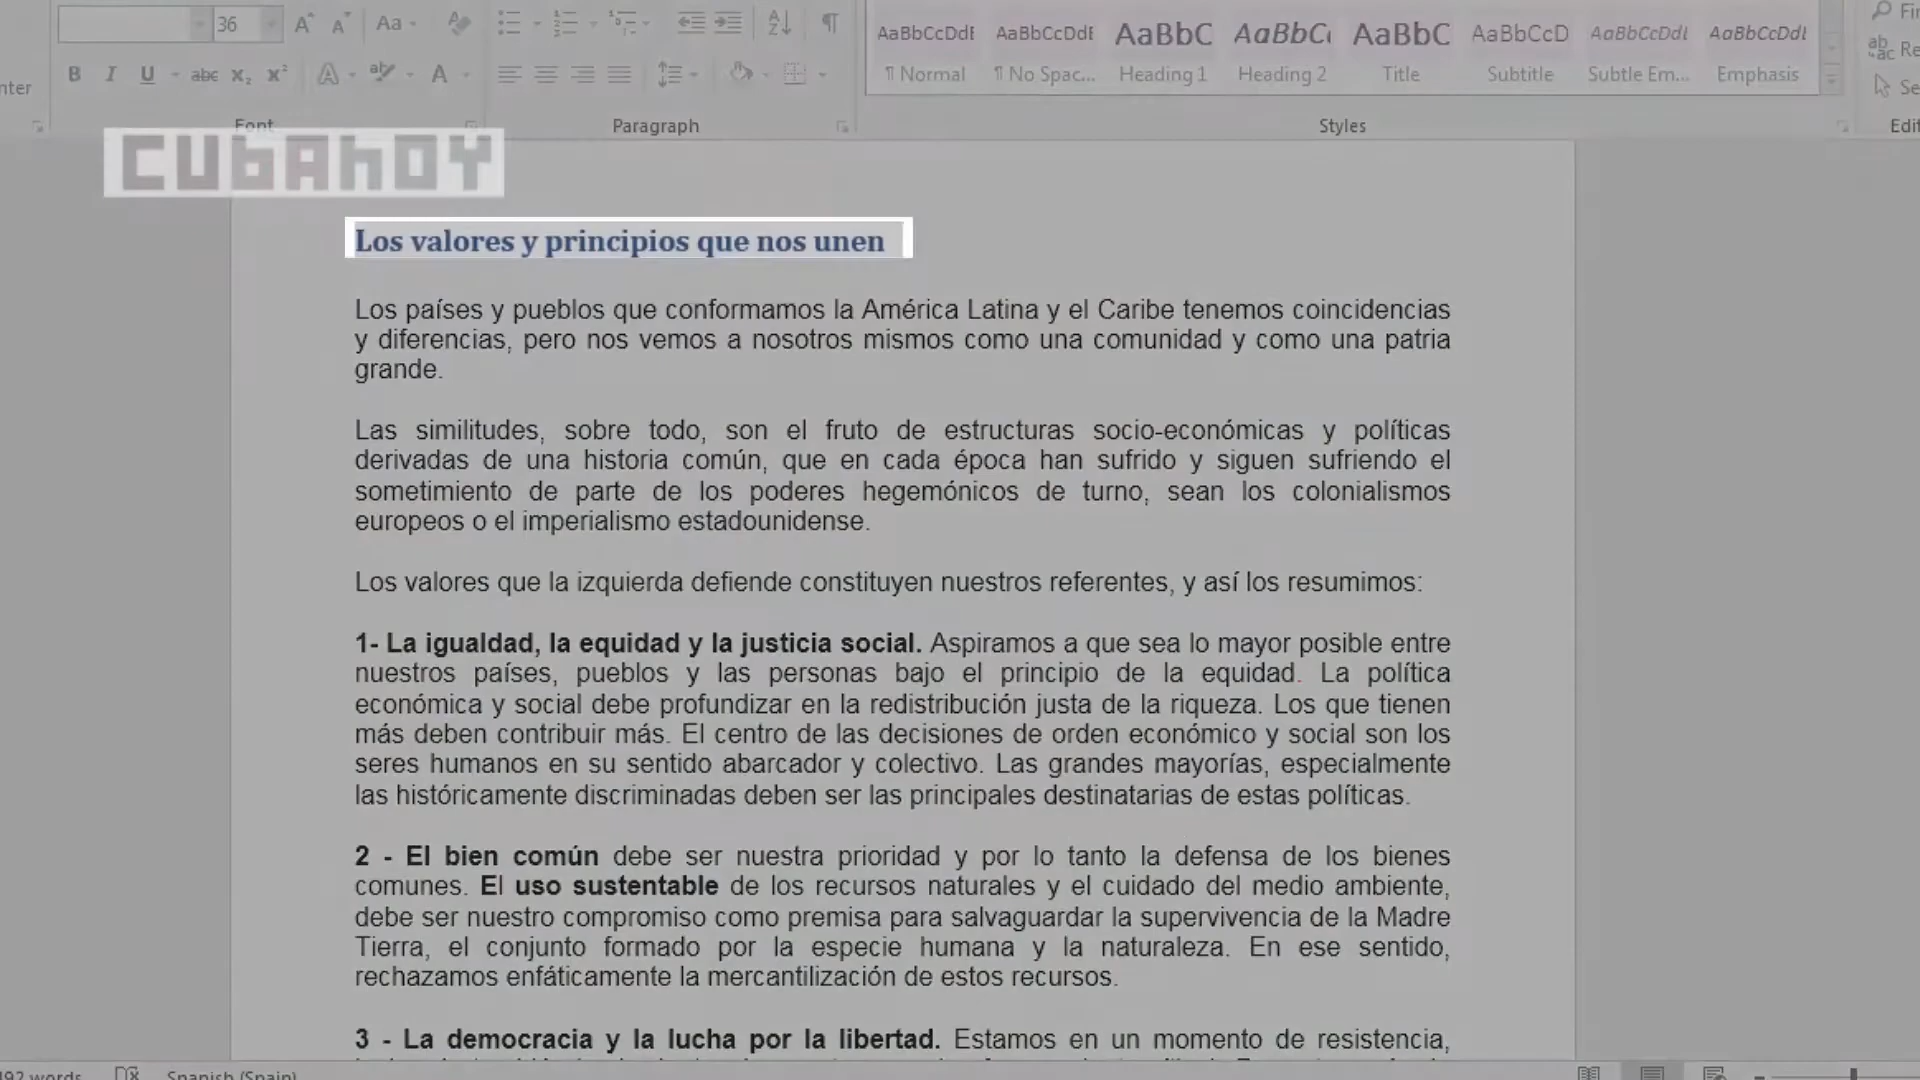 36
Aa
B I U abc X₂ X² A A
AaBbCcDdE AaBbCcDdE AaBbC AaBbC AaBbC AaBbCcD AaBbCcDdE AaBbCcDdE
¶ Normal ¶ No Spac... Heading 1 Heading 2 Title Subtitle Subtle Em... Emphasis
Font Paragraph Styles
CUbAhOY
Los valores y principios que nos unen
Los países y pueblos que conformamos la América Latina y el Caribe tenemos coincidencias
y diferencias, pero nos vemos a nosotros mismos como una comunidad y como una patria
grande.
Las similitudes, sobre todo, son el fruto de estructuras socio-económicas y políticas
derivadas de una historia común, que en cada época han sufrido y siguen sufriendo el
sometimiento de parte de los poderes hegemónicos de turno, sean los colonialismos
europeos o el imperialismo estadounidense.
Los valores que la izquierda defiende constituyen nuestros referentes, y así los resumimos:
1- La igualdad, la equidad y la justicia social. Aspiramos a que sea lo mayor posible entre
nuestros países, pueblos y las personas bajo el principio de la equidad. La política
económica y social debe profundizar en la redistribución justa de la riqueza. Los que tienen
más deben contribuir más. El centro de las decisiones de orden económico y social son los
seres humanos en su sentido abarcador y colectivo. Las grandes mayorías, especialmente
las históricamente discriminadas deben ser las principales destinatarias de estas políticas.
2 - El bien común debe ser nuestra prioridad y por lo tanto la defensa de los bienes
comunes. El uso sustentable de los recursos naturales y el cuidado del medio ambiente,
debe ser nuestro compromiso como premisa para salvaguardar la supervivencia de la Madre
Tierra, el conjunto formado por la especie humana y la naturaleza. En ese sentido,
rechazamos enfáticamente la mercantilización de estos recursos.
3 - La democracia y la lucha por la libertad. Estamos en un momento de resistencia,
words Spanish (Spain)